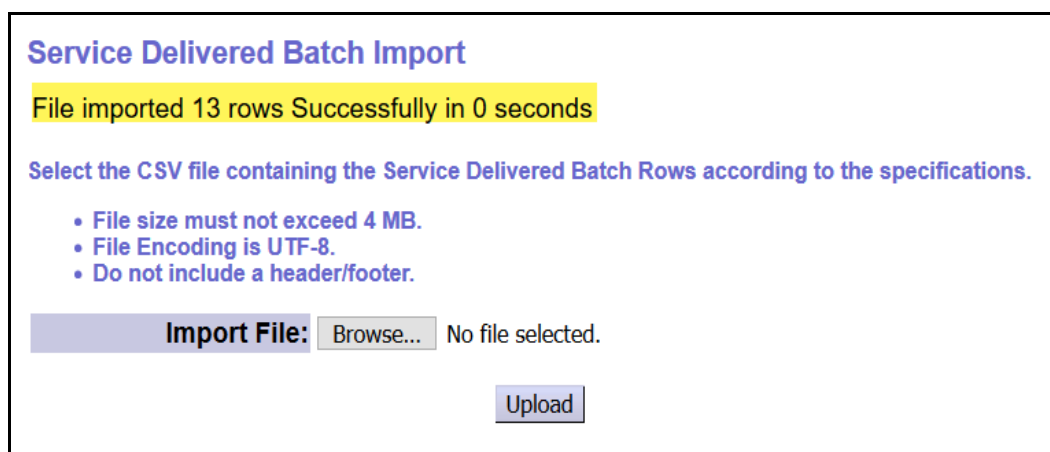 Service Delivered Batch Import
File imported 13 rows Successfully in 0 seconds
Select the CSV file containing the Service Delivered Batch Rows according to the specifications.
• File size must not exceed 4 MB.
• File Encoding is UTF-8.
• Do not include a header/footer.
Import File: Browse... No file selected.
Upload